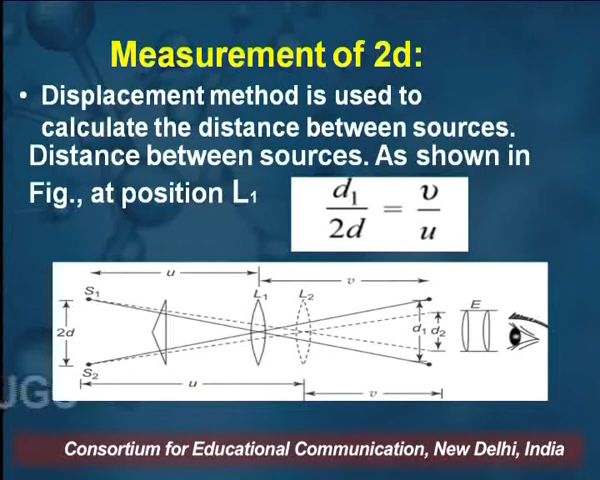 Measurement of 2d:
• Displacement method is used to
calculate the distance between sources.
Distance between sources. As shown in
Fig., at position L1
d1/2d = υ/u
u
v
S1
L1
L2
E
2d
d1 d2
S2
u
v
JGC
Consortium for Educational Communication, New Delhi, India